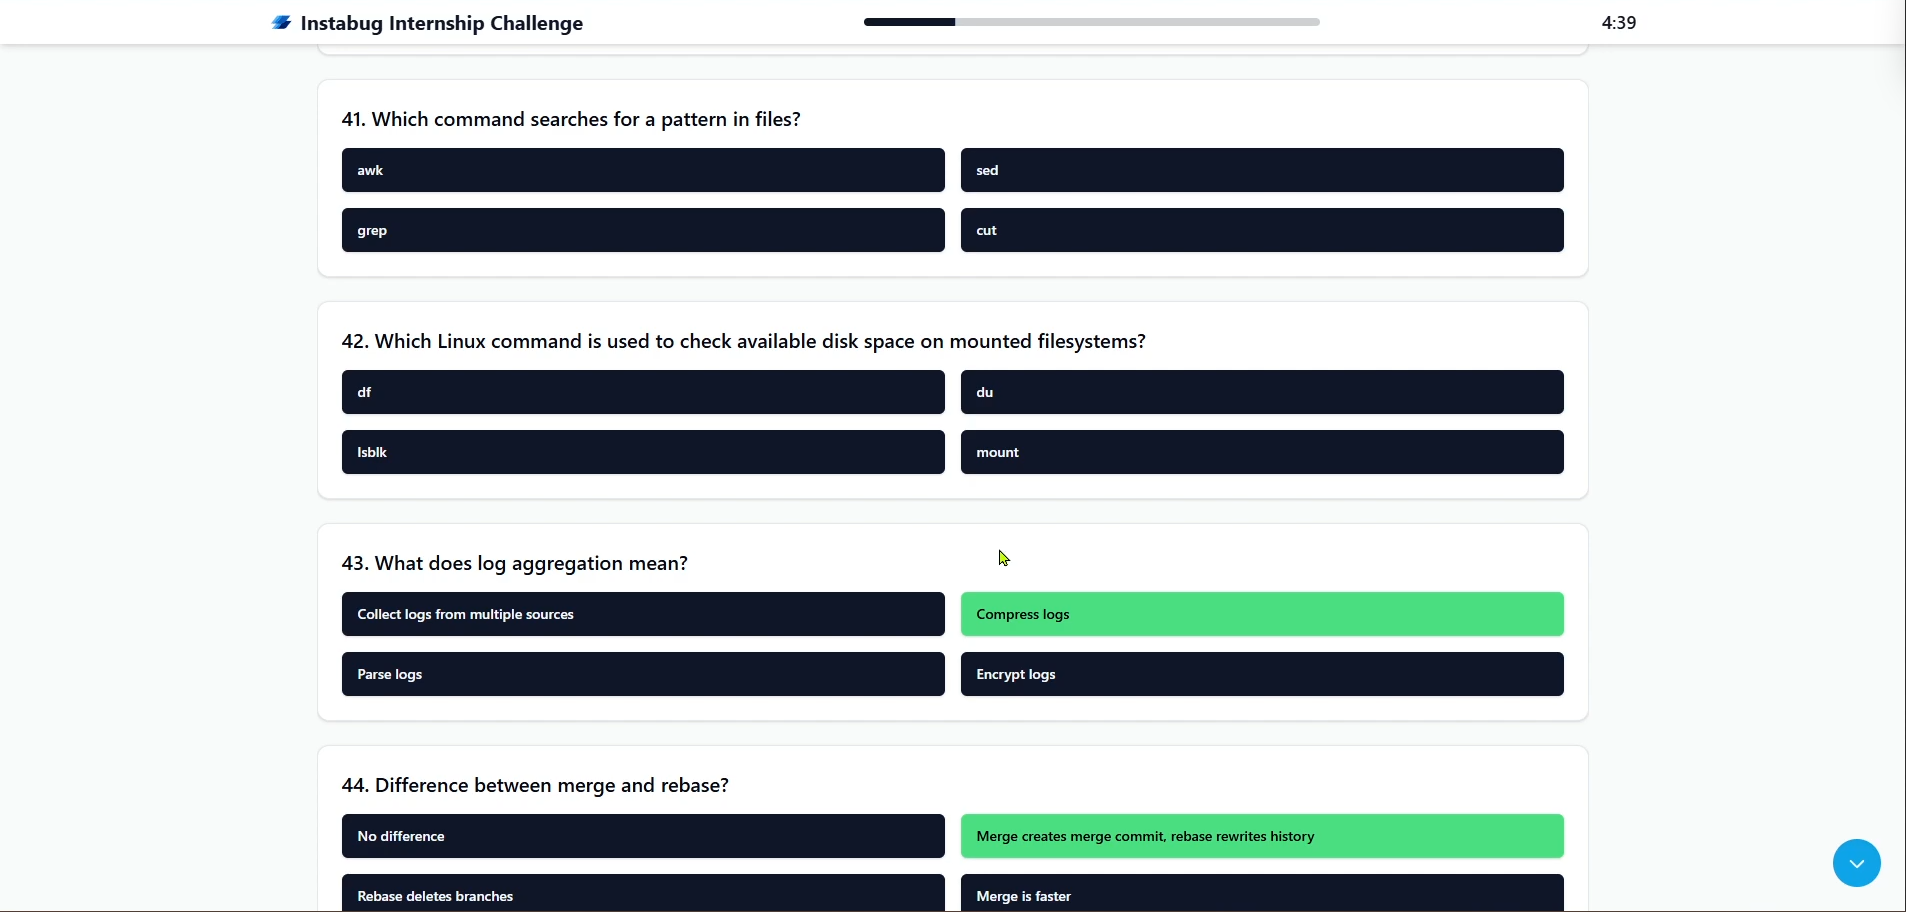 Instabug Internship Challenge
4:39
41. Which command searches for a pattern in files?
awk
sed
grep
cut
42. Which Linux command is used to check available disk space on mounted filesystems?
df
du
lsblk
mount
43. What does log aggregation mean?
Collect logs from multiple sources
Compress logs
Parse logs
Encrypt logs
44. Difference between merge and rebase?
No difference
Merge creates merge commit, rebase rewrites history
Rebase deletes branches
Merge is faster